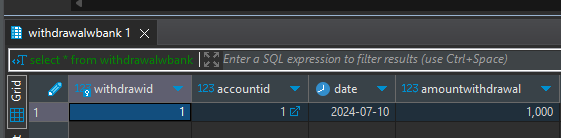 withdrawalwbank 1
select * from withdrawalwbank
Enter a SQL expression to filter results (use Ctrl+Space)
Grid
123 withdrawid
123 accountid
date
123 amountwithdrawal
1
1
1
2024-07-10
1,000